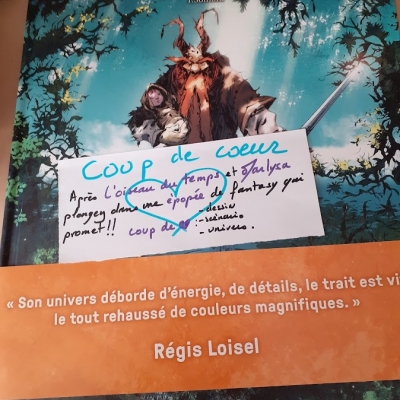 Coup de coeur
Après l'oiseau du temps et
plongez dans une épopée de fantasy qui
promet!! coup de
- dessin
- scénario
- univers.
« Son univers déborde d'énergie, de détails, le trait est vi
le tout rehaussé de couleurs magnifiques. »
Régis Loisel